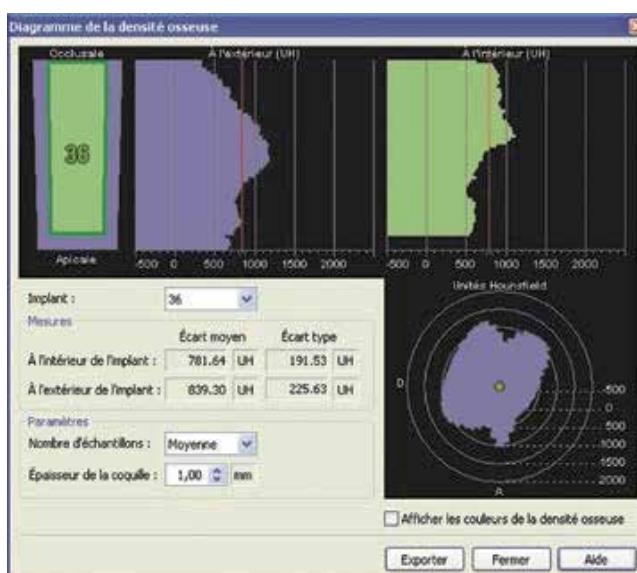 Diagramme de la densité osseuse
Occlusale
À l'extérieur (UH)
À l'intérieur (UH)
36
Apicale
-500 0 500 1000 1500 2000
-500 0 500 1000 1500 2000
Implant :
36
Unités Hounsfield
Mesures
Écart moyen
Écart type
À l'intérieur de l'implant :
781.64 UH
191.53 UH
À l'extérieur de l'implant :
839.30 UH
225.63 UH
D
-500
0
500
1000
1500
2000
A
Paramètres
Nombre d'échantillons :
Moyenne
Épaisseur de la coquille :
1,00 mm
Afficher les couleurs de la densité osseuse
Exporter
Fermer
Aide